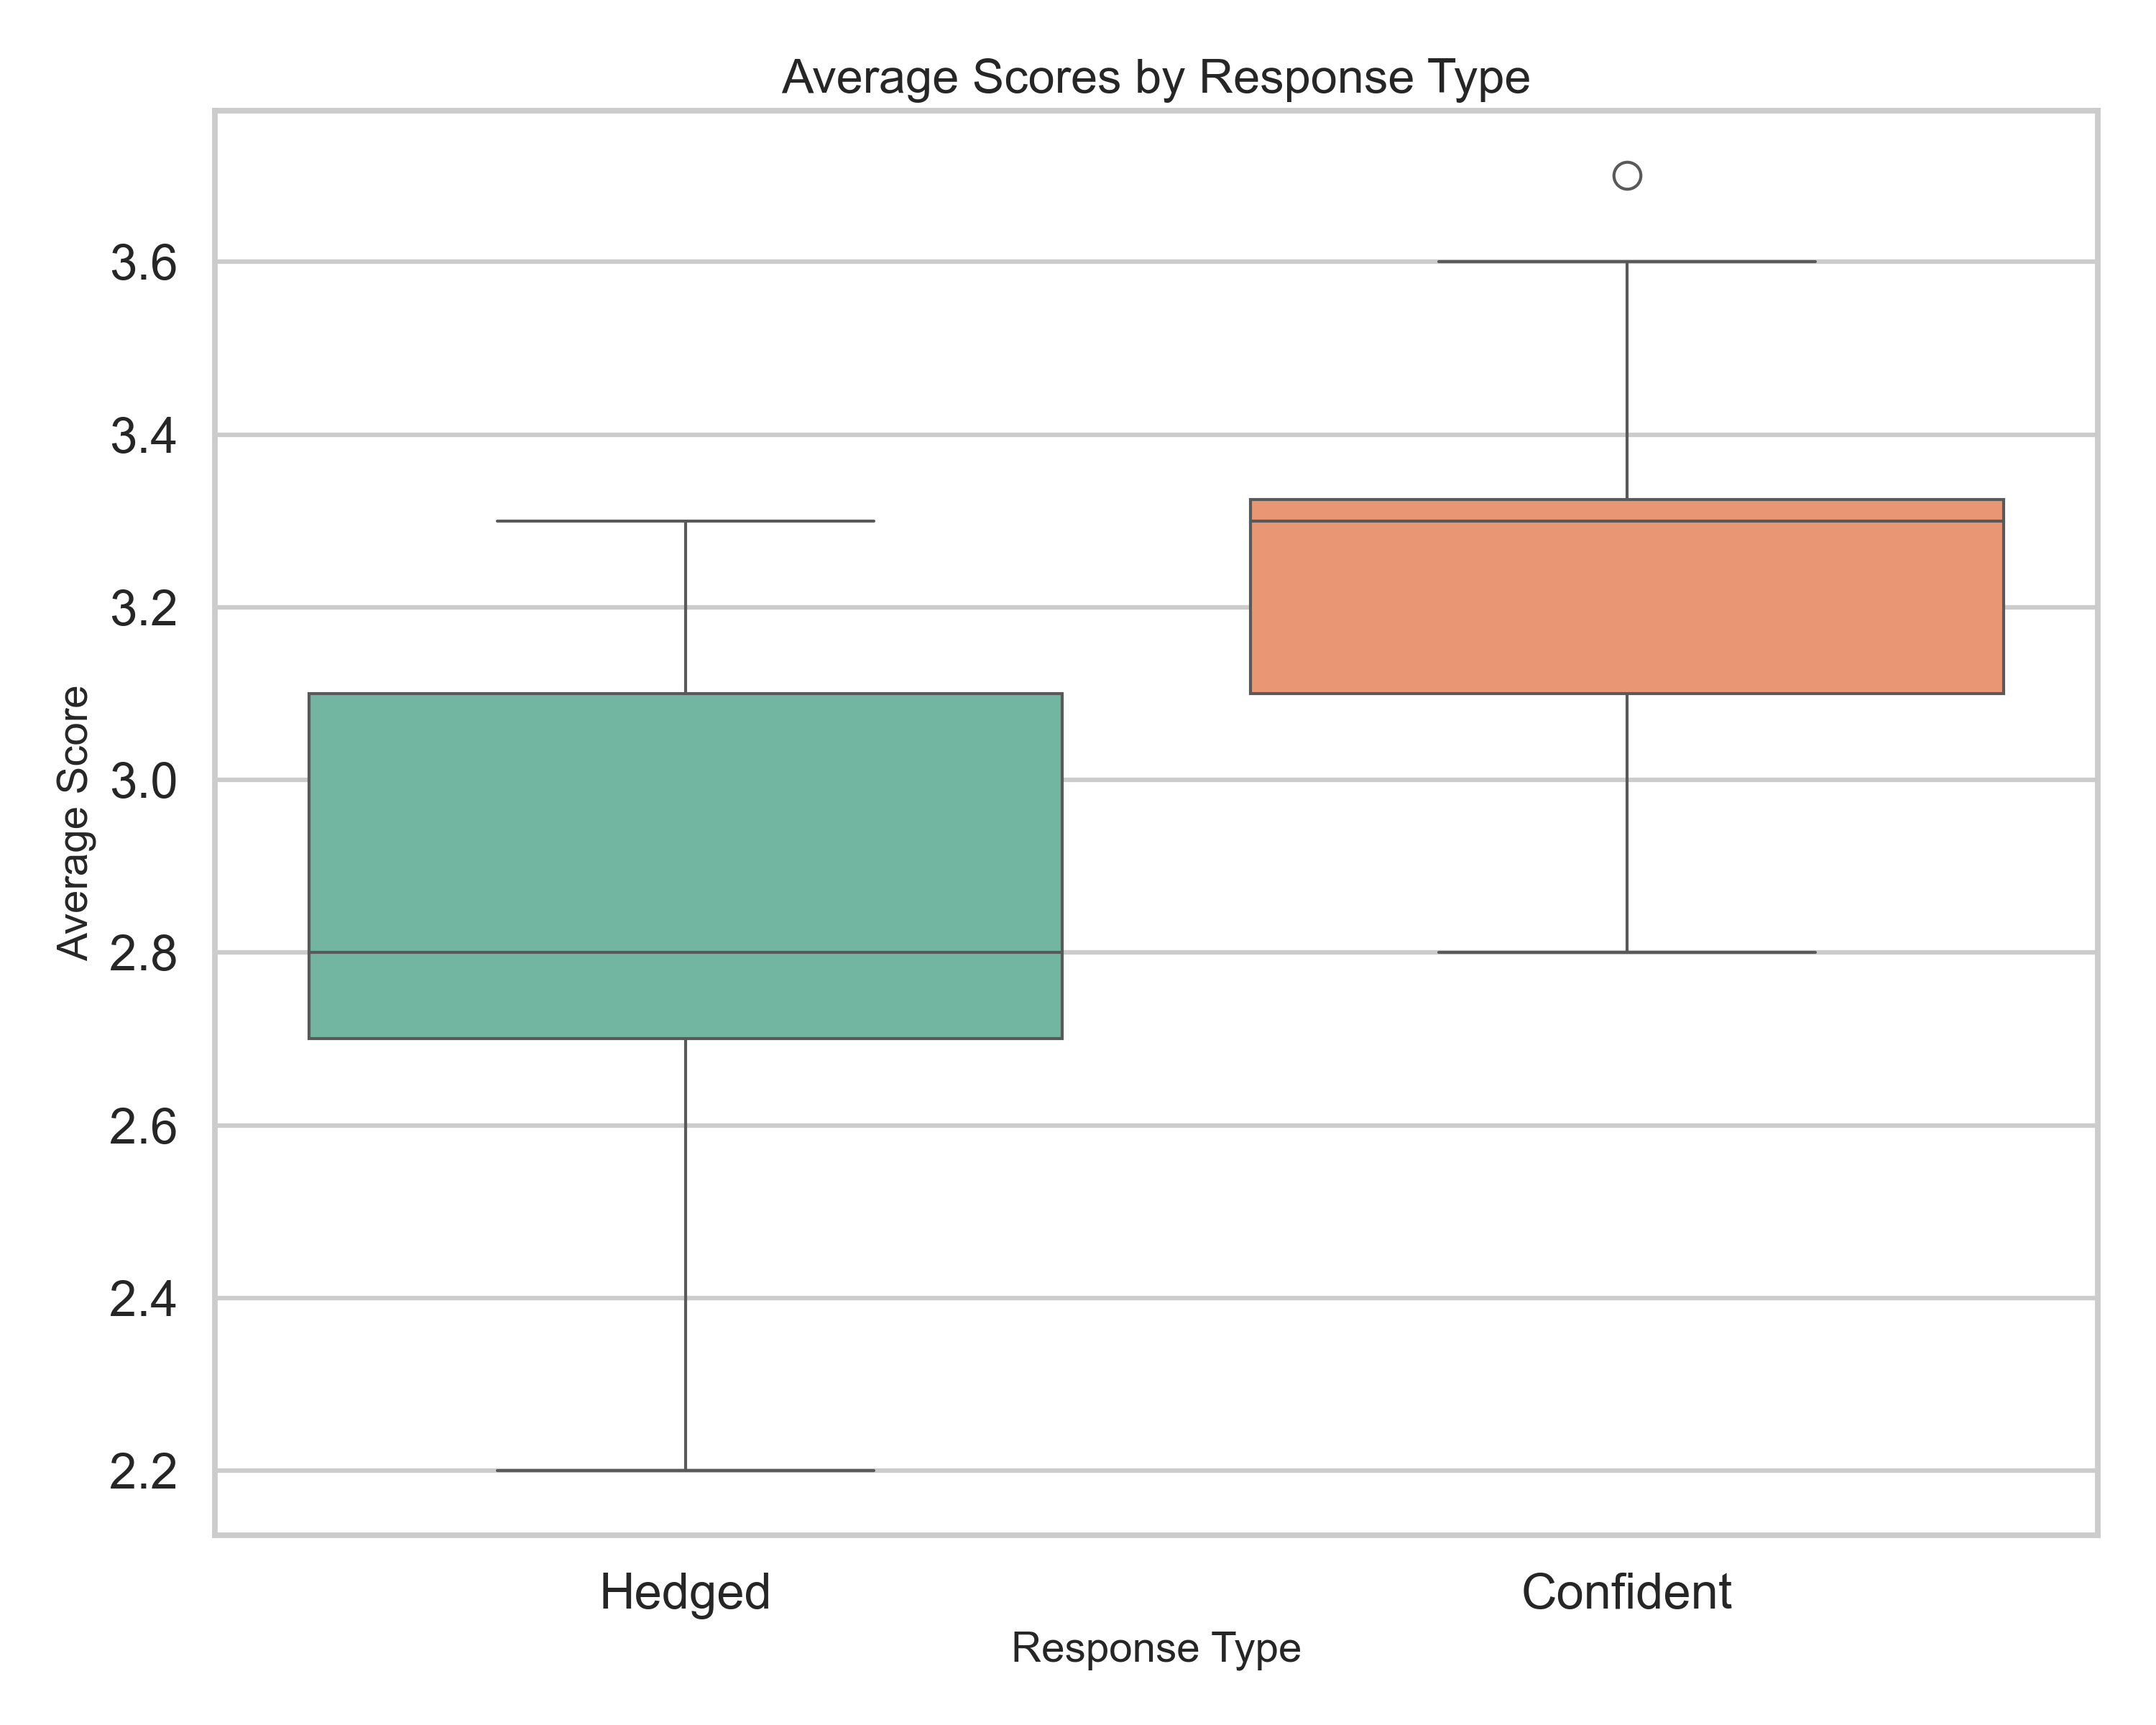 Average Scores by Response Type
3.6
3.4
3.2
3.0
2.8
2.6
2.4
2.2
Average Score
Hedged Confident
Response Type